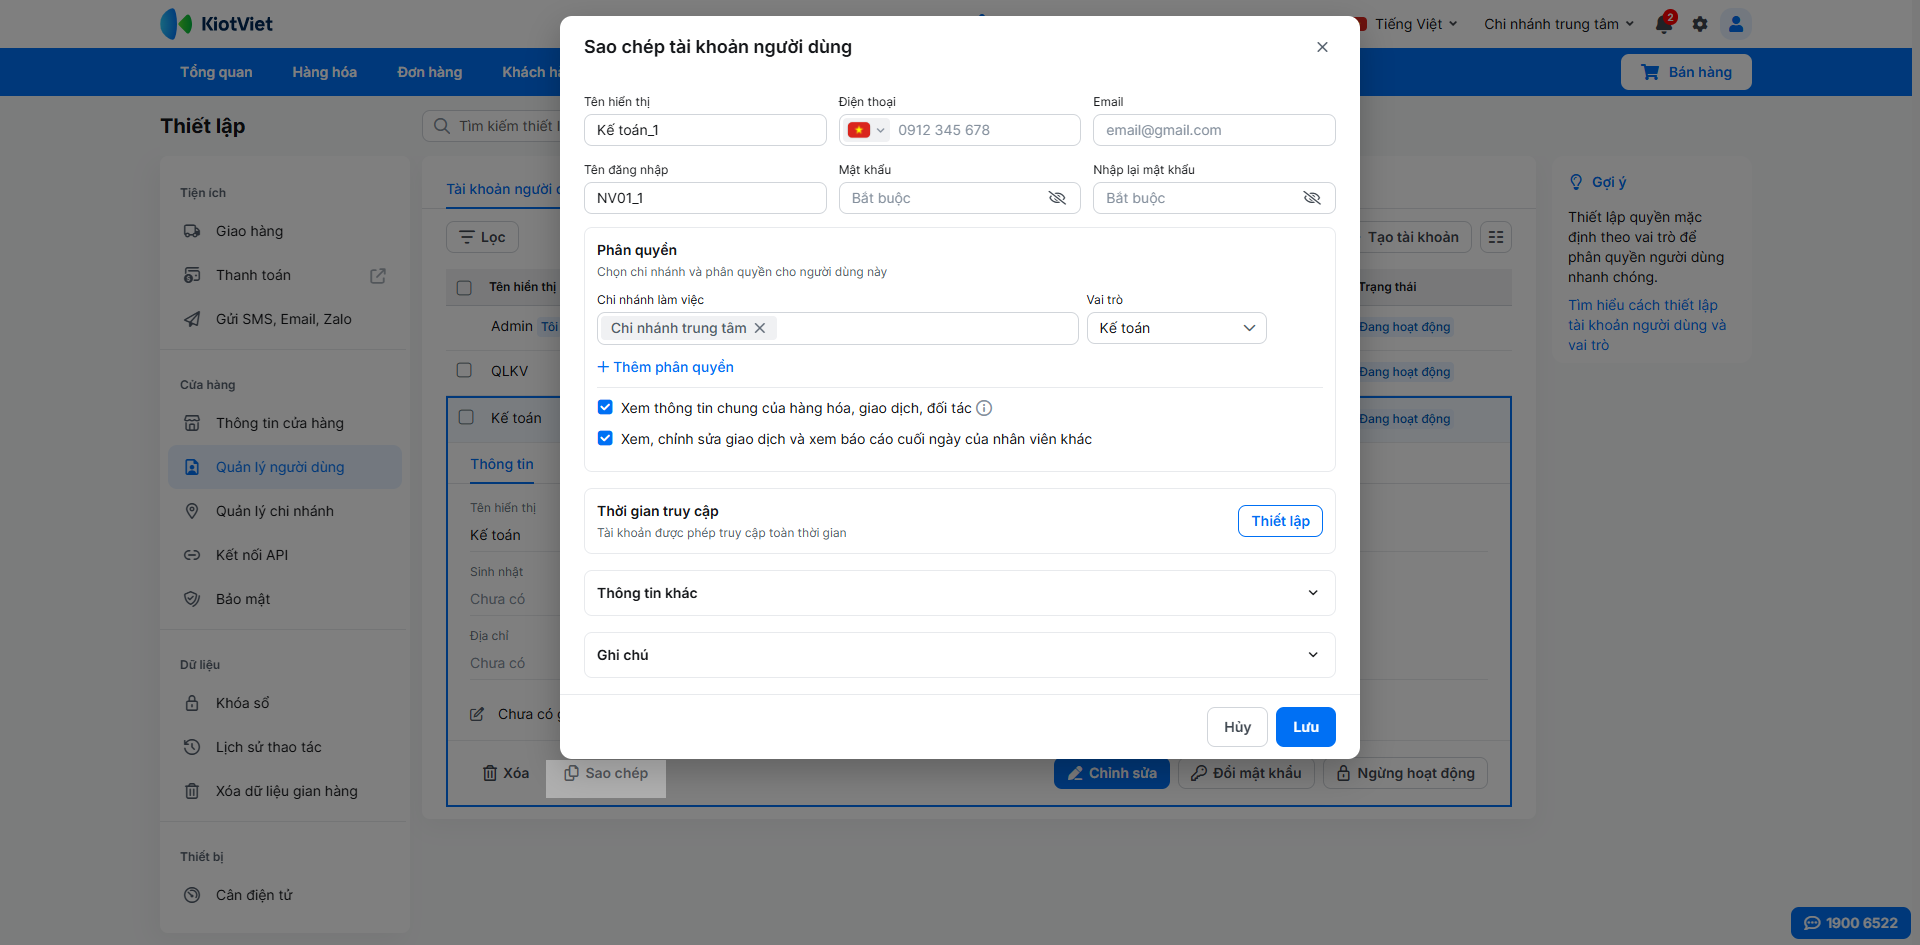 KiotViet
Tiếng Việt
Chi nhánh trung tâm
2
Tổng quan
Hàng hóa
Đơn hàng
Khách
Bán hàng
Thiết lập
Tìm kiếm thiết
Tiện ích
Giao hàng
Thanh toán
Gửi SMS, Email, Zalo
Cửa hàng
Thông tin cửa hàng
Quản lý người dùng
Quản lý chi nhánh
Kết nối API
Bảo mật
Dữ liệu
Khóa sổ
Lịch sử thao tác
Xóa dữ liệu gian hàng
Thiết bị
Cân điện tử
Tài khoản người
Lọc
Tạo tài khoản
Tên hiển thị
Trạng thái
Admin
Tôi
Đang hoạt động
QLKV
Đang hoạt động
Kế toán
Đang hoạt động
Thông tin
Tên hiển thị
Kế toán
Sinh nhật
Chưa có
Địa chỉ
Chưa có
Chưa có
Xóa
Sao chép
Chỉnh sửa
Đổi mật khẩu
Ngừng hoạt động
Sao chép tài khoản người dùng
Tên hiển thị
Điện thoại
Email
Kế toán_1
0912 345 678
email@gmail.com
Tên đăng nhập
Mật khẩu
Nhập lại mật khẩu
NV01_1
Bắt buộc
Bắt buộc
Phân quyền
Chọn chi nhánh và phân quyền cho người dùng này
Chi nhánh làm việc
Vai trò
Chi nhánh trung tâm
Kế toán
Thêm phân quyền
Xem thông tin chung của hàng hóa, giao dịch, đối tác
Xem, chỉnh sửa giao dịch và xem báo cáo cuối ngày của nhân viên khác
Thời gian truy cập
Tài khoản được phép truy cập toàn thời gian
Thiết lập
Thông tin khác
Ghi chú
Hủy
Lưu
Gợi ý
Thiết lập quyền mặc
định theo vai trò để
phân quyền người dùng
nhanh chóng.
Tìm hiểu cách thiết lập
tài khoản người dùng và
vai trò
1900 6522